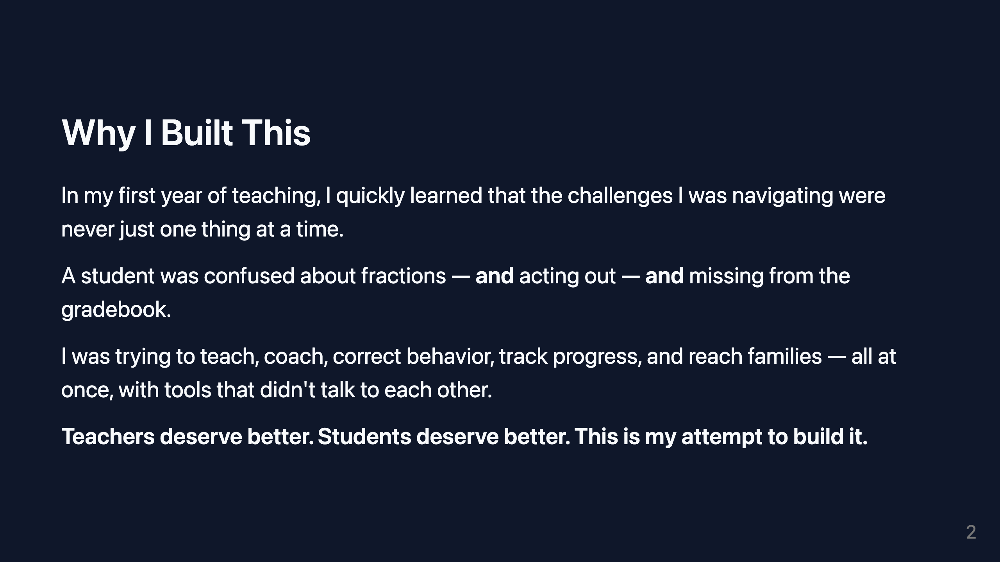 Why I Built This
In my first year of teaching, I quickly learned that the challenges I was navigating were
never just one thing at a time.
A student was confused about fractions — and acting out — and missing from the
gradebook.
I was trying to teach, coach, correct behavior, track progress, and reach families — all at
once, with tools that didn't talk to each other.
Teachers deserve better. Students deserve better. This is my attempt to build it.
2